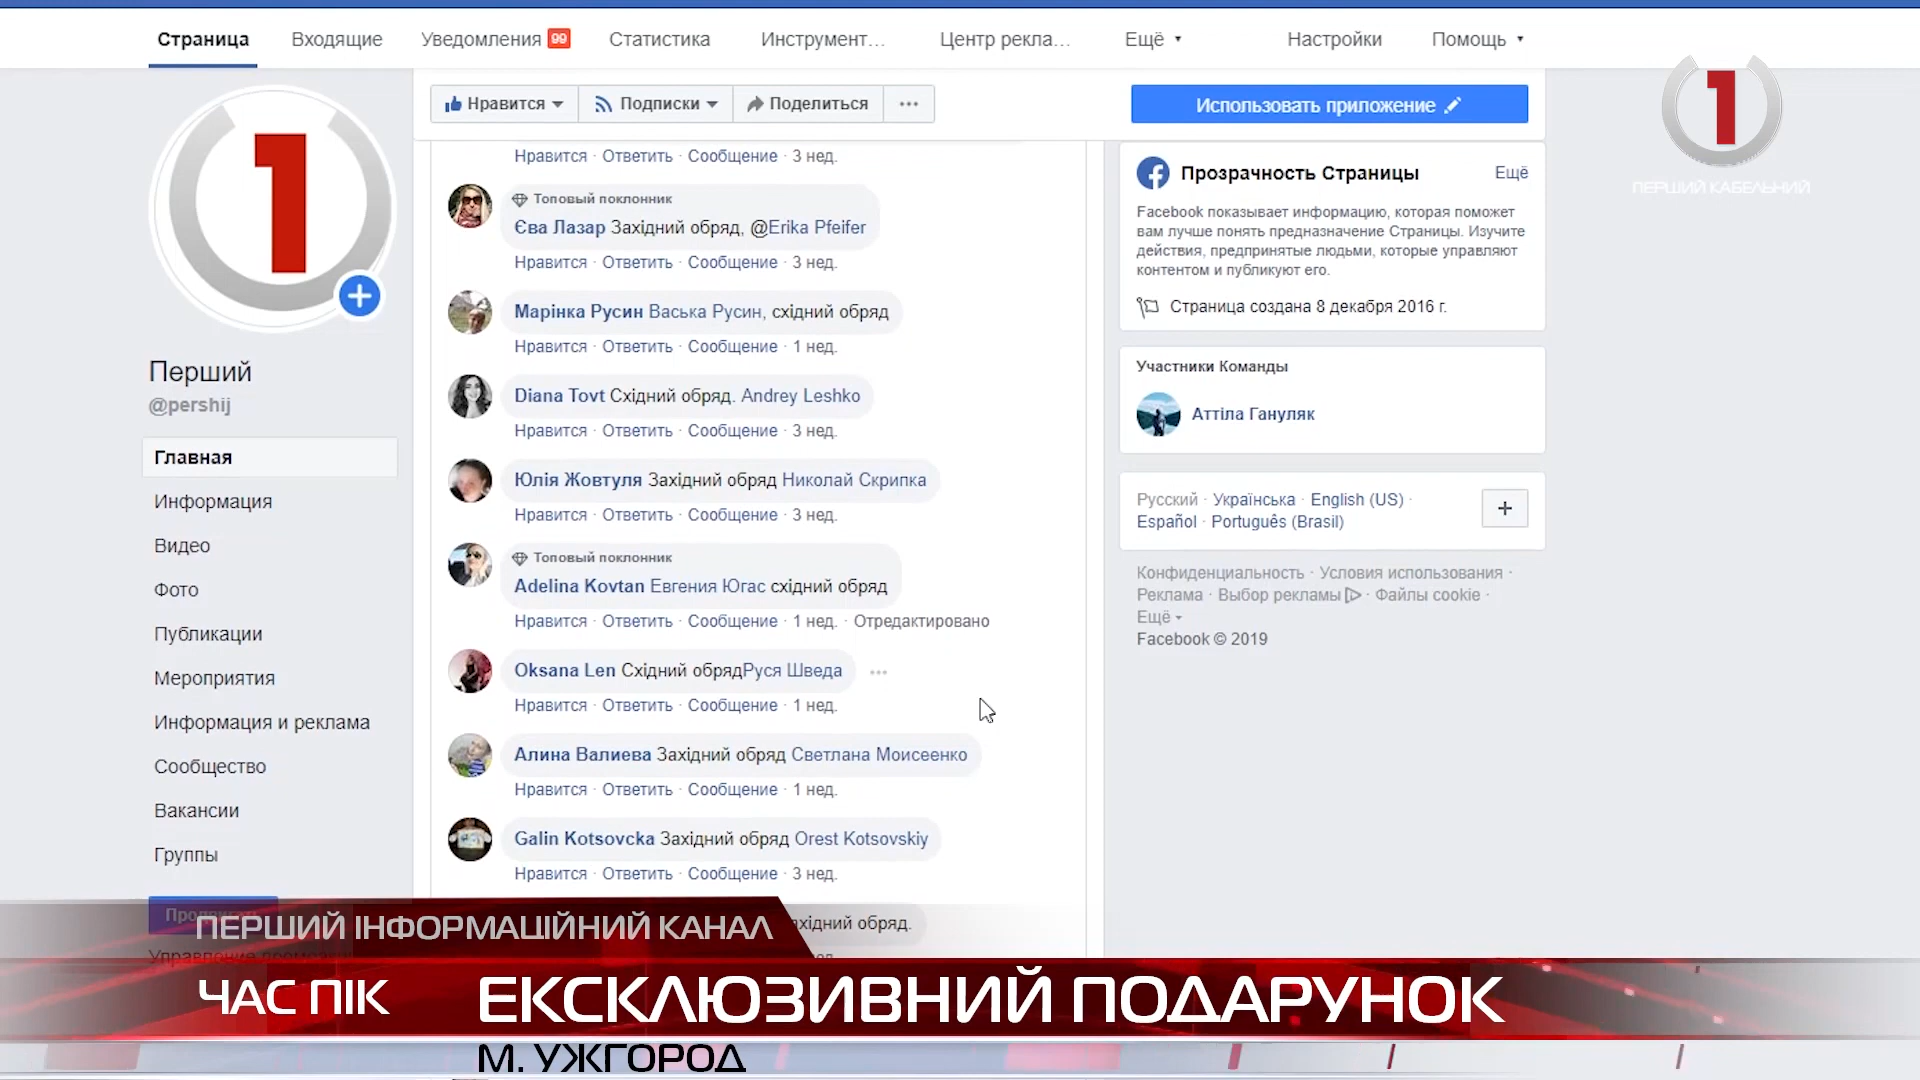 Страница Входящие Уведомления 99 Статистика Инструмент... Центр рекла... Ещё Настройки Помощь
Нравится Подписки Поделиться ... Использовать приложение
1
ПЕРШИЙ КАБЕЛЬНИЙ
1
Перший
@pershij
Главная
Информация
Видео
Фото
Публикации
Мероприятия
Информация и реклама
Сообщество
Вакансии
Группы
Нравится · Ответить · Сообщение · 3 нед.
Топовый поклонник
Єва Лазар Західний обряд, @Erika Pfeifer
Нравится · Ответить · Сообщение · 3 нед.
Марінка Русин Васька Русин, східний обряд
Нравится · Ответить · Сообщение · 1 нед.
Diana Tovt Східний обряд. Andrey Leshko
Нравится · Ответить · Сообщение · 3 нед.
Юлія Жовтуля Західний обряд Николай Скрипка
Нравится · Ответить · Сообщение · 3 нед.
Топовый поклонник
Adelina Kovtan Евгения Югас східний обряд
Нравится · Ответить · Сообщение · 1 нед. · Отредактировано
Oksana Len Східний обрядРуся Шведа ...
Нравится · Ответить · Сообщение · 1 нед.
Алина Валиева Західний обряд Светлана Моисеенко
Нравится · Ответить · Сообщение · 1 нед.
Galin Kotsovcka Західний обряд Orest Kotsovskiy
Нравится · Ответить · Сообщение · 3 нед.
обряд.
Прозрачность Страницы Ещё
Facebook показывает информацию, которая поможет
вам лучше понять предназначение Страницы. Изучите
действия, предпринятые людьми, которые управляют
контентом и публикуют его.
Страница создана 8 декабря 2016 г.
Участники Команды
Аттіла Гануляк
Русский · Українська · English (US) ·
Español · Português (Brasil)
Конфиденциальность · Условия использования ·
Реклама · Выбор рекламы · Файлы cookie ·
Ещё
Facebook © 2019
ПЕРШИЙ ІНФОРМАЦІЙНИЙ КАНАЛ
ЧАС ПІК ЕКСКЛЮЗИВНИЙ ПОДАРУНОК
М. УЖГОРОД